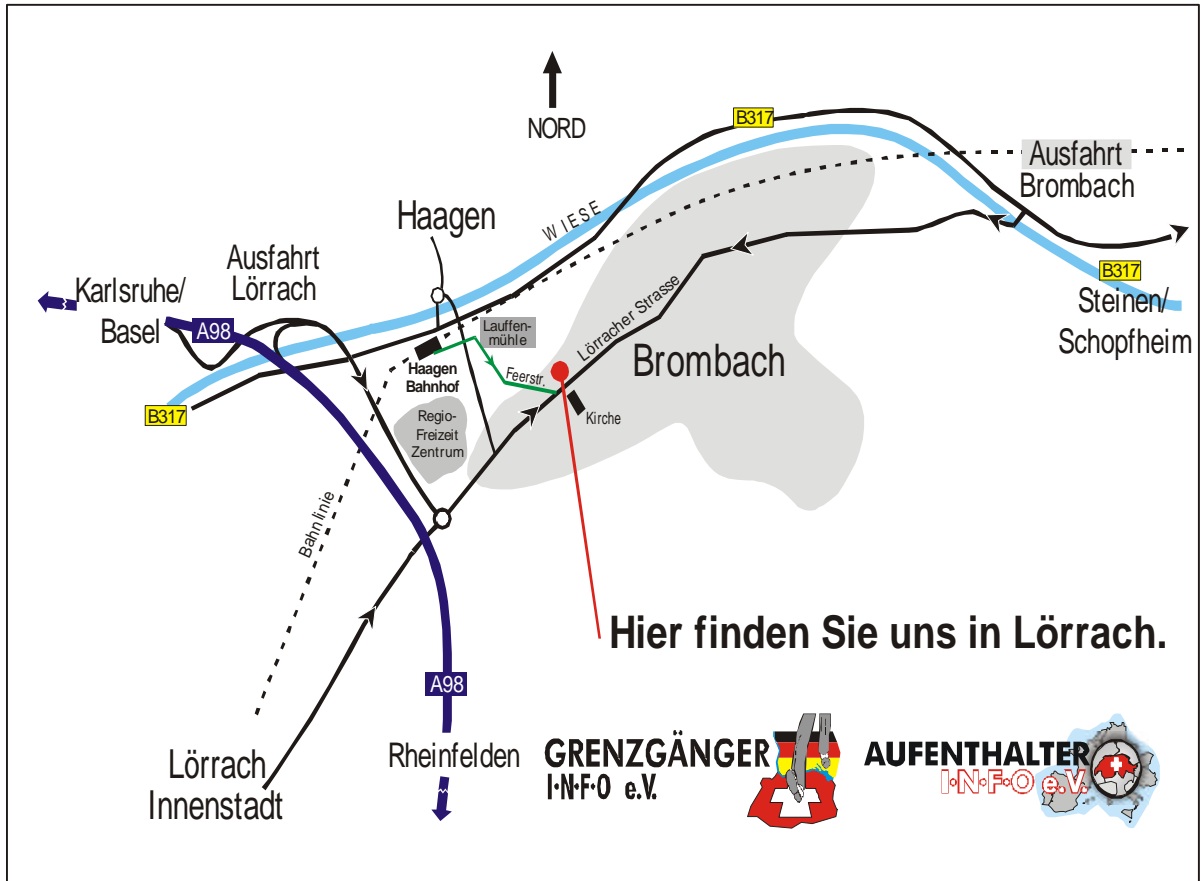 NORD
B317
Ausfahrt
Brombach
Haagen
WIESE
Ausfahrt
Lörrach
Karlsruhe/
Basel
A98
B317
Steinen/
Schopfheim
Lauffen-
mühle
Lörracher Strasse
Haagen
Bahnhof
Feerstr.
Brombach
B317
Regio-
Freizeit
Zentrum
Kirche
Bahnlinie
Hier finden Sie uns in Lörrach.
A98
Rheinfelden
Lörrach
Innenstadt
GRENZGÄNGER
I·N·F·O e.V.
AUFENTHALTER
I·N·F·O e.V.